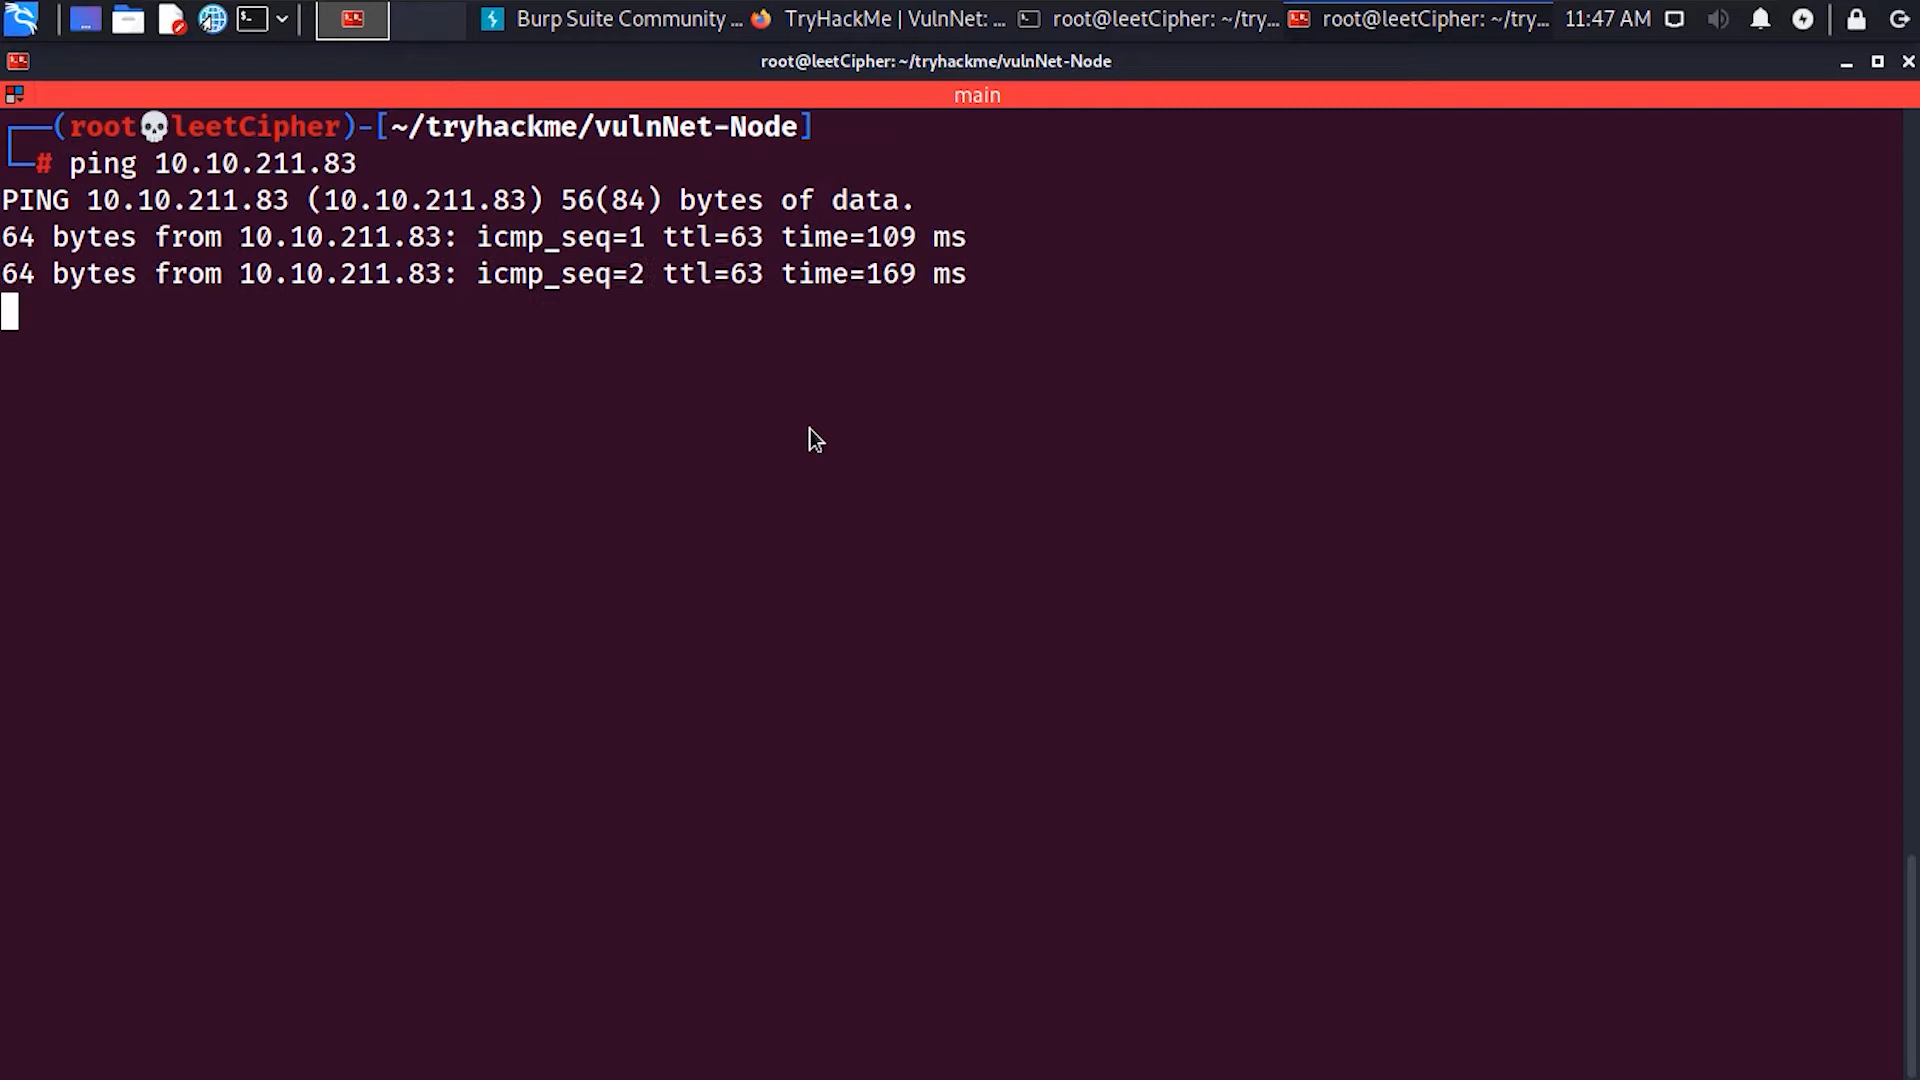 Burp Suite Community ...
TryHackMe | VulnNet: ...
root@leetCipher: ~/try...
root@leetCipher: ~/try...
11:47 AM
root@leetCipher: ~/tryhackme/vulnNet-Node
main
┌──(root💀leetCipher)-[~/tryhackme/vulnNet-Node]
└─# ping 10.10.211.83
PING 10.10.211.83 (10.10.211.83) 56(84) bytes of data.
64 bytes from 10.10.211.83: icmp_seq=1 ttl=63 time=109 ms
64 bytes from 10.10.211.83: icmp_seq=2 ttl=63 time=169 ms